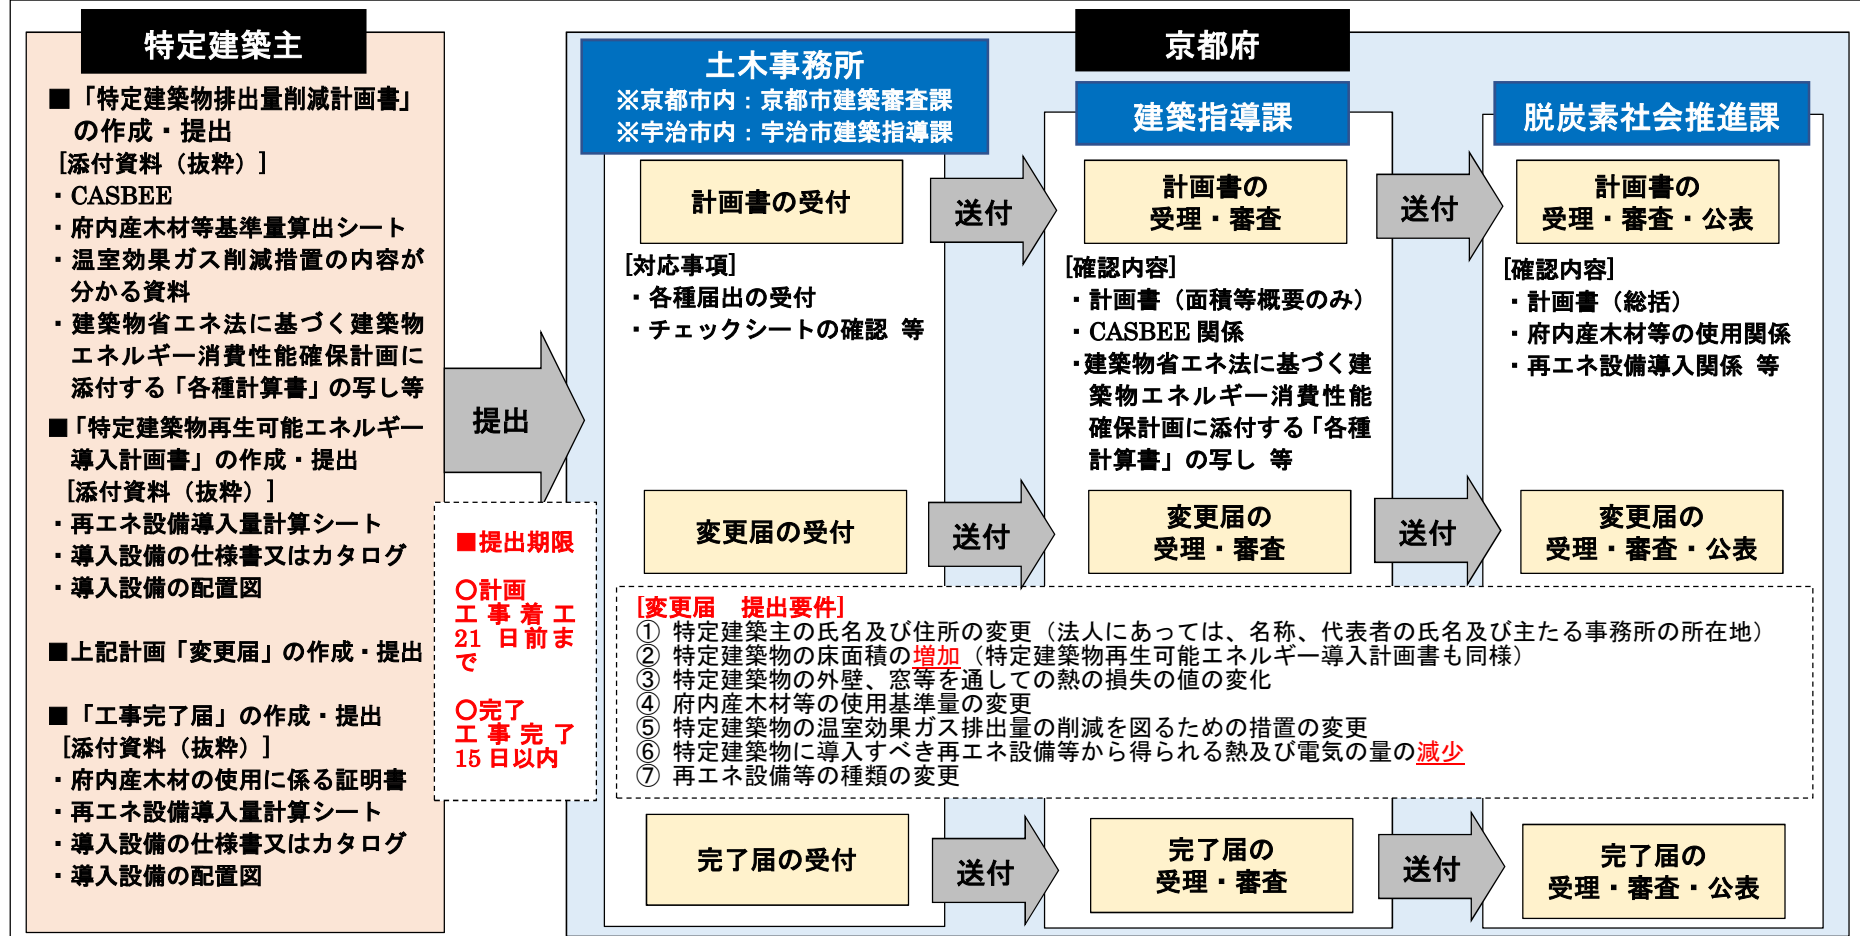 特定建築主
■「特定建築物排出量削減計画書」
の作成・提出
[添付資料（抜粋）]
・CASBEE
・府内産木材等基準量算出シート
・温室効果ガス削減措置の内容が
分かる資料
・建築物省エネ法に基づく建築物
エネルギー消費性能確保計画に
添付する「各種計算書」の写し等
■「特定建築物再生可能エネルギー
導入計画書」の作成・提出
[添付資料（抜粋）]
・再エネ設備導入量計算シート
・導入設備の仕様書又はカタログ
・導入設備の配置図
■上記計画「変更届」の作成・提出
■「工事完了届」の作成・提出
[添付資料（抜粋）]
・府内産木材の使用に係る証明書
・再エネ設備導入量計算シート
・導入設備の仕様書又はカタログ
・導入設備の配置図
提出
■提出期限
〇計画
工事着工
21 日前ま
で
〇完了
工事完了
15 日以内
京都府
土木事務所
※京都市内：京都市建築審査課
※宇治市内：宇治市建築指導課
計画書の受付
[対応事項]
・各種届出の受付
・チェックシートの確認 等
送付
建築指導課
計画書の
受理・審査
[確認内容]
・計画書（面積等概要のみ）
・CASBEE 関係
・建築物省エネ法に基づく建
築物エネルギー消費性能
確保計画に添付する「各種
計算書」の写し 等
送付
脱炭素社会推進課
計画書の
受理・審査・公表
[確認内容]
・計画書（総括）
・府内産木材等の使用関係
・再エネ設備導入関係 等
変更届の受付
送付
変更届の
受理・審査
送付
変更届の
受理・審査・公表
[変更届　提出要件]
① 特定建築主の氏名及び住所の変更（法人にあっては、名称、代表者の氏名及び主たる事務所の所在地）
② 特定建築物の床面積の増加（特定建築物再生可能エネルギー導入計画書も同様）
③ 特定建築物の外壁、窓等を通しての熱の損失の値の変化
④ 府内産木材等の使用基準量の変更
⑤ 特定建築物の温室効果ガス排出量の削減を図るための措置の変更
⑥ 特定建築物に導入すべき再エネ設備等から得られる熱及び電気の量の減少
⑦ 再エネ設備等の種類の変更
完了届の受付
送付
完了届の
受理・審査
送付
完了届の
受理・審査・公表